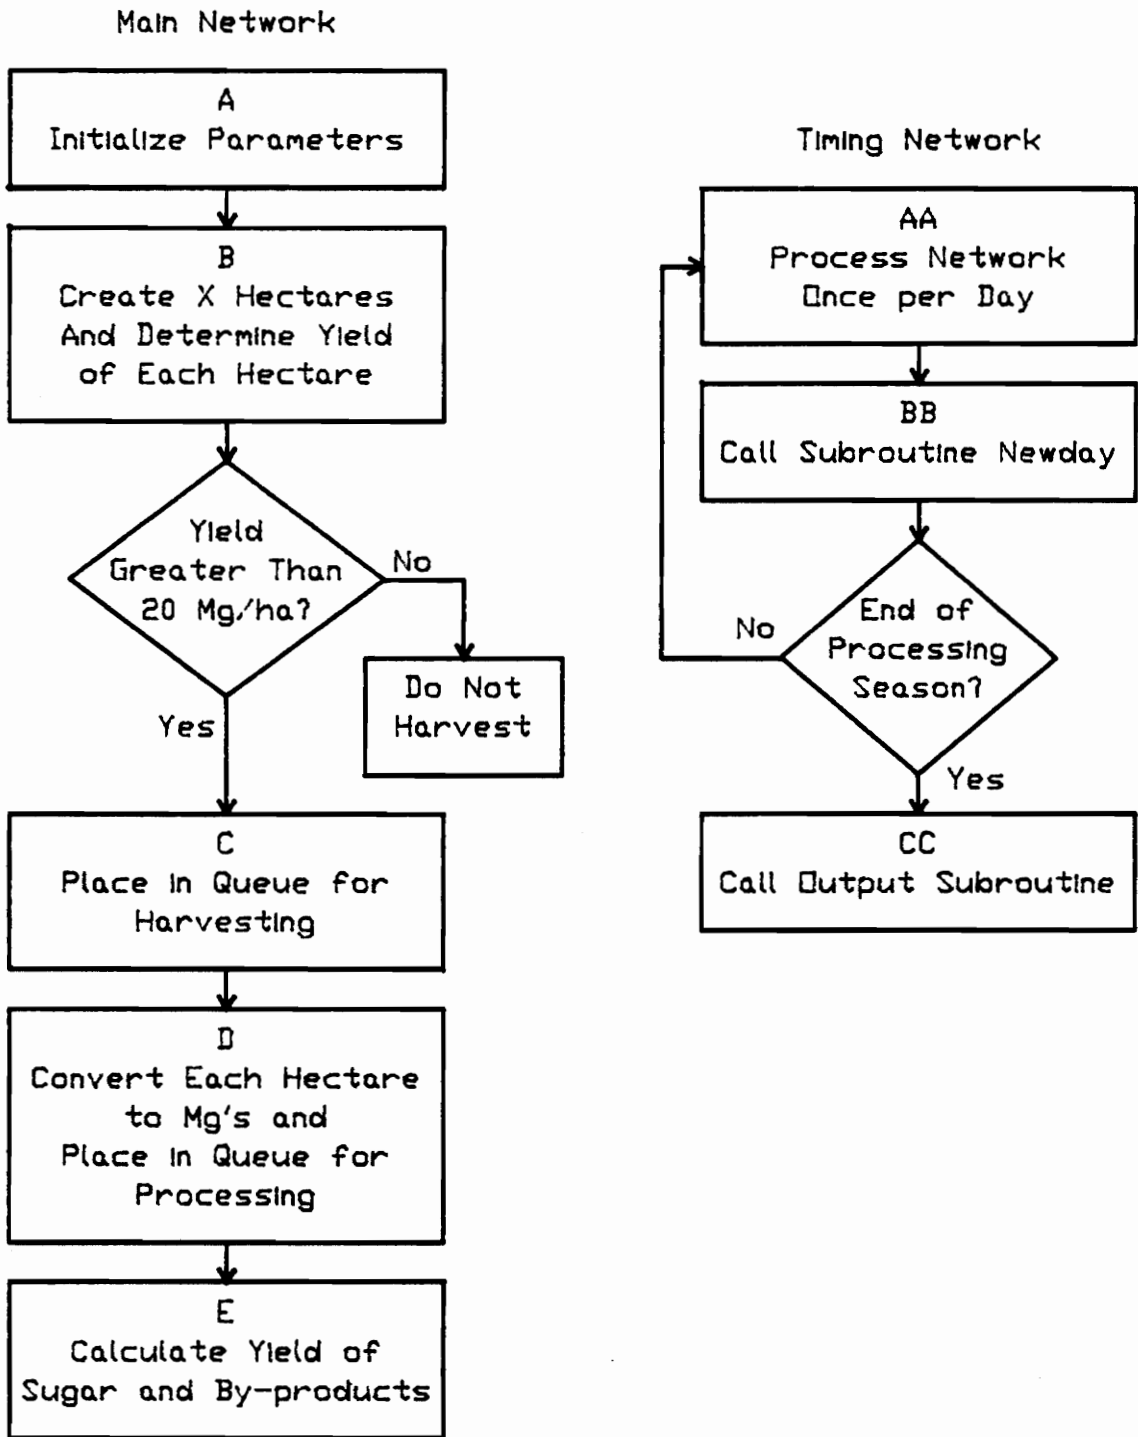 Main Network
A
Initialize Parameters
B
Create X Hectares
And Determine Yield
of Each Hectare
Yield
Greater Than
20 Mg/ha?
No
Do Not
Harvest
Yes
C
Place in Queue for
Harvesting
D
Convert Each Hectare
to Mg's and
Place in Queue for
Processing
E
Calculate Yield of
Sugar and By-products
Timing Network
AA
Process Network
Once per Day
BB
Call Subroutine Newday
End of
Processing
Season?
No
Yes
CC
Call Output Subroutine